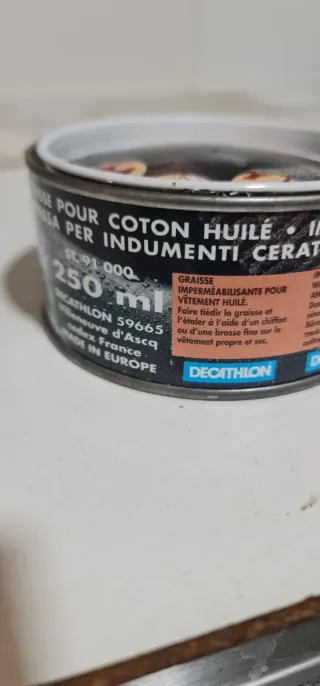 POUR COTON HUILÉ •
PER INDUMENTI CERAT
91 000
250 ml
DECATHLON 59665
Villeneuve d'Ascq
Cedex France
MADE IN EUROPE
GRAISSE
IMPERMÉABILISANTE POUR
VÊTEMENT HUILÉ.
Faire tiédir la graisse et
l'étaler à l'aide d'un chiffon
ou d'une brosse fine sur le
vêtement propre et sec.
DECATHLON